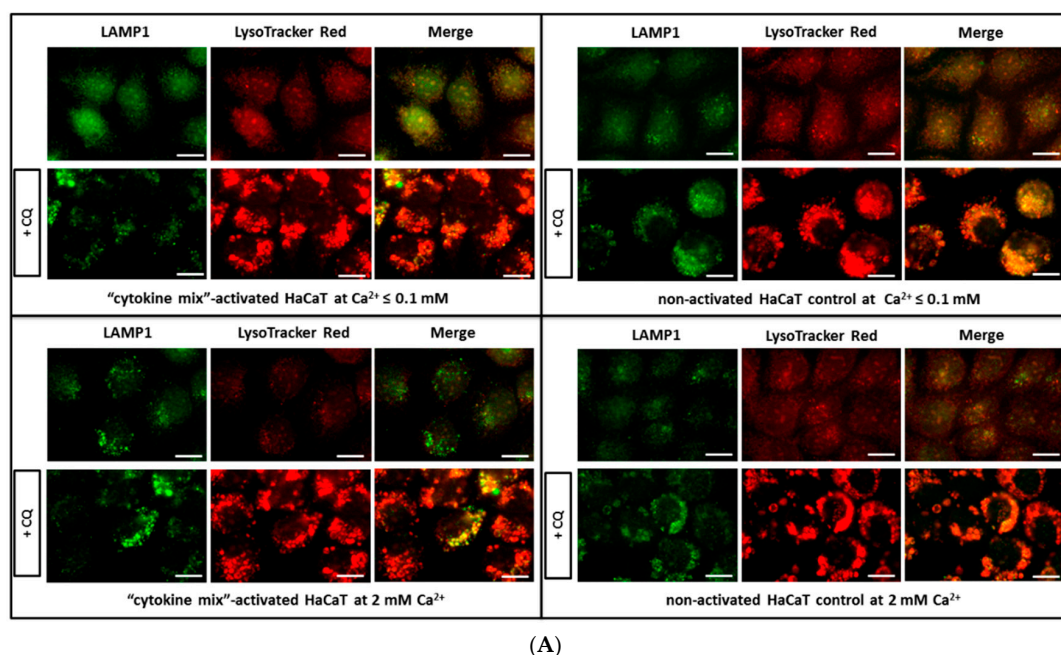 LAMP1 LysoTracker Red Merge
+ CQ
“cytokine mix”-activated HaCaT at Ca²⁺ ≤ 0.1 mM
LAMP1 LysoTracker Red Merge
+ CQ
non-activated HaCaT control at Ca²⁺ ≤ 0.1 mM
LAMP1 LysoTracker Red Merge
+ CQ
“cytokine mix”-activated HaCaT at 2 mM Ca²⁺
LAMP1 LysoTracker Red Merge
+ CQ
non-activated HaCaT control at 2 mM Ca²⁺
(A)